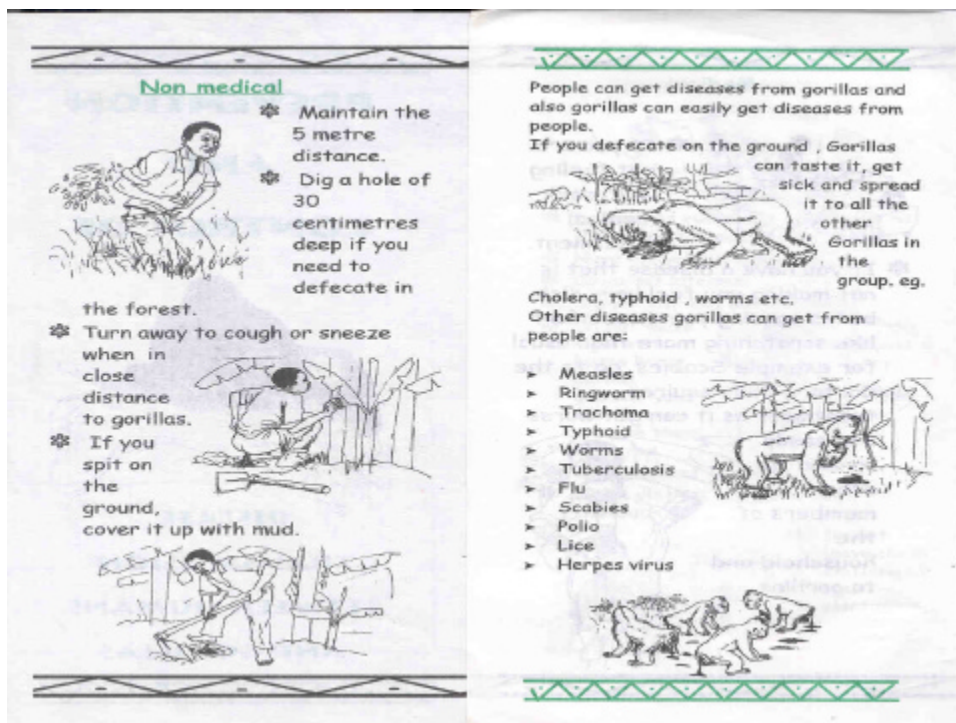 Non medical
❉ Maintain the
5 metre
distance.
❉ Dig a hole of
30
centimetres
deep if you
need to
defecate in
the forest.
❉ Turn away to cough or sneeze
when in
close
distance
to gorillas.
❉ If you
spit on
the
ground,
cover it up with mud.
People can get diseases from gorillas and
also gorillas can easily get diseases from
people.
If you defecate on the ground , Gorillas
can taste it, get
sick and spread
it to all the
other
Gorillas in
the
group, eg,
Cholera, typhoid , worms etc.
Other diseases gorillas can get from
people are:
➢ Measles
➢ Ringworm
➢ Trachoma
➢ Typhoid
➢ Worms
➢ Tuberculosis
➢ Flu
➢ Scabies
➢ Polio
➢ Lice
➢ Herpes virus